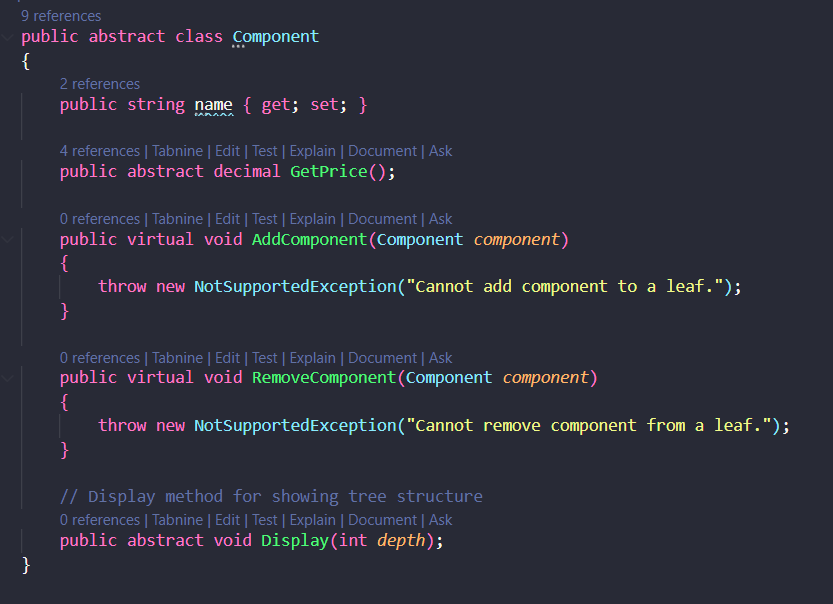 9 references
public abstract class Component
{
2 references
public string name { get; set; }
4 references | Tabnine | Edit | Test | Explain | Document | Ask
public abstract decimal GetPrice();
0 references | Tabnine | Edit | Test | Explain | Document | Ask
public virtual void AddComponent(Component component)
{
throw new NotSupportedException("Cannot add component to a leaf.");
}
0 references | Tabnine | Edit | Test | Explain | Document | Ask
public virtual void RemoveComponent(Component component)
{
throw new NotSupportedException("Cannot remove component from a leaf.");
}
// Display method for showing tree structure
0 references | Tabnine | Edit | Test | Explain | Document | Ask
public abstract void Display(int depth);
}